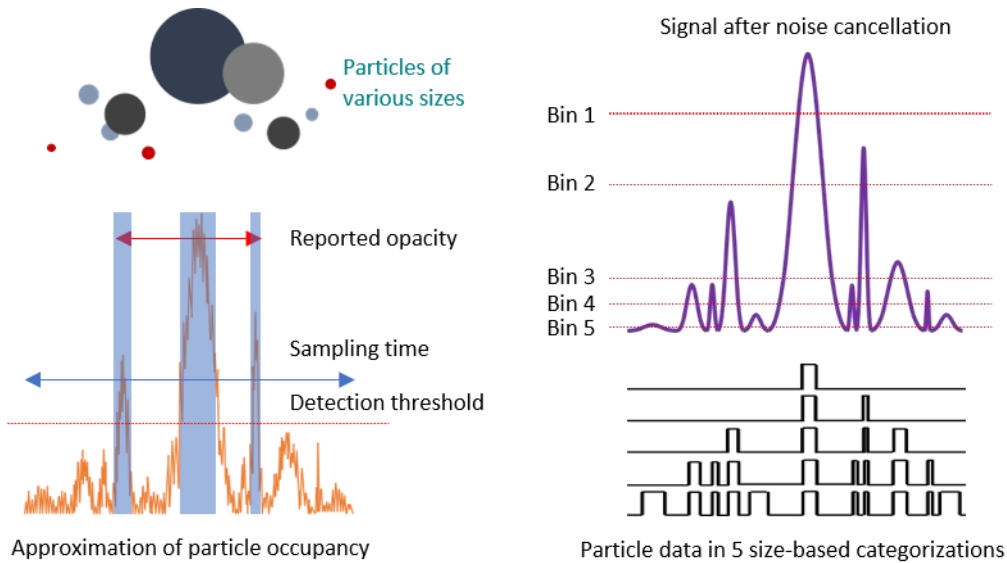 Particles of
various sizes
Reported opacity
Sampling time
Detection threshold
Approximation of particle occupancy
Signal after noise cancellation
Bin 1
Bin 2
Bin 3
Bin 4
Bin 5
Particle data in 5 size-based categorizations